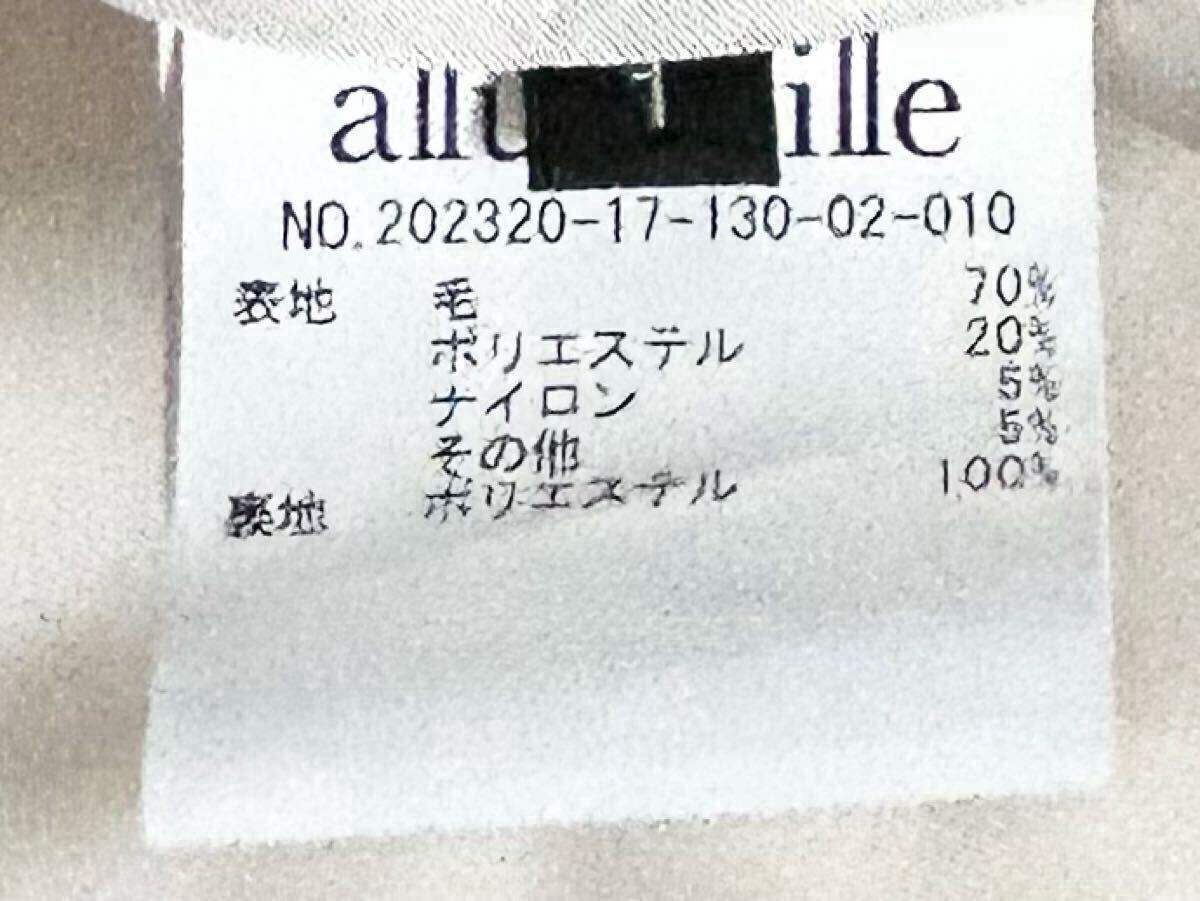 allu ille
NO.202320-17-130-02-010
表地 毛 70%
ポリエステル 20%
ナイロン 5%
その他 5%
裏地 ポリエステル 100%